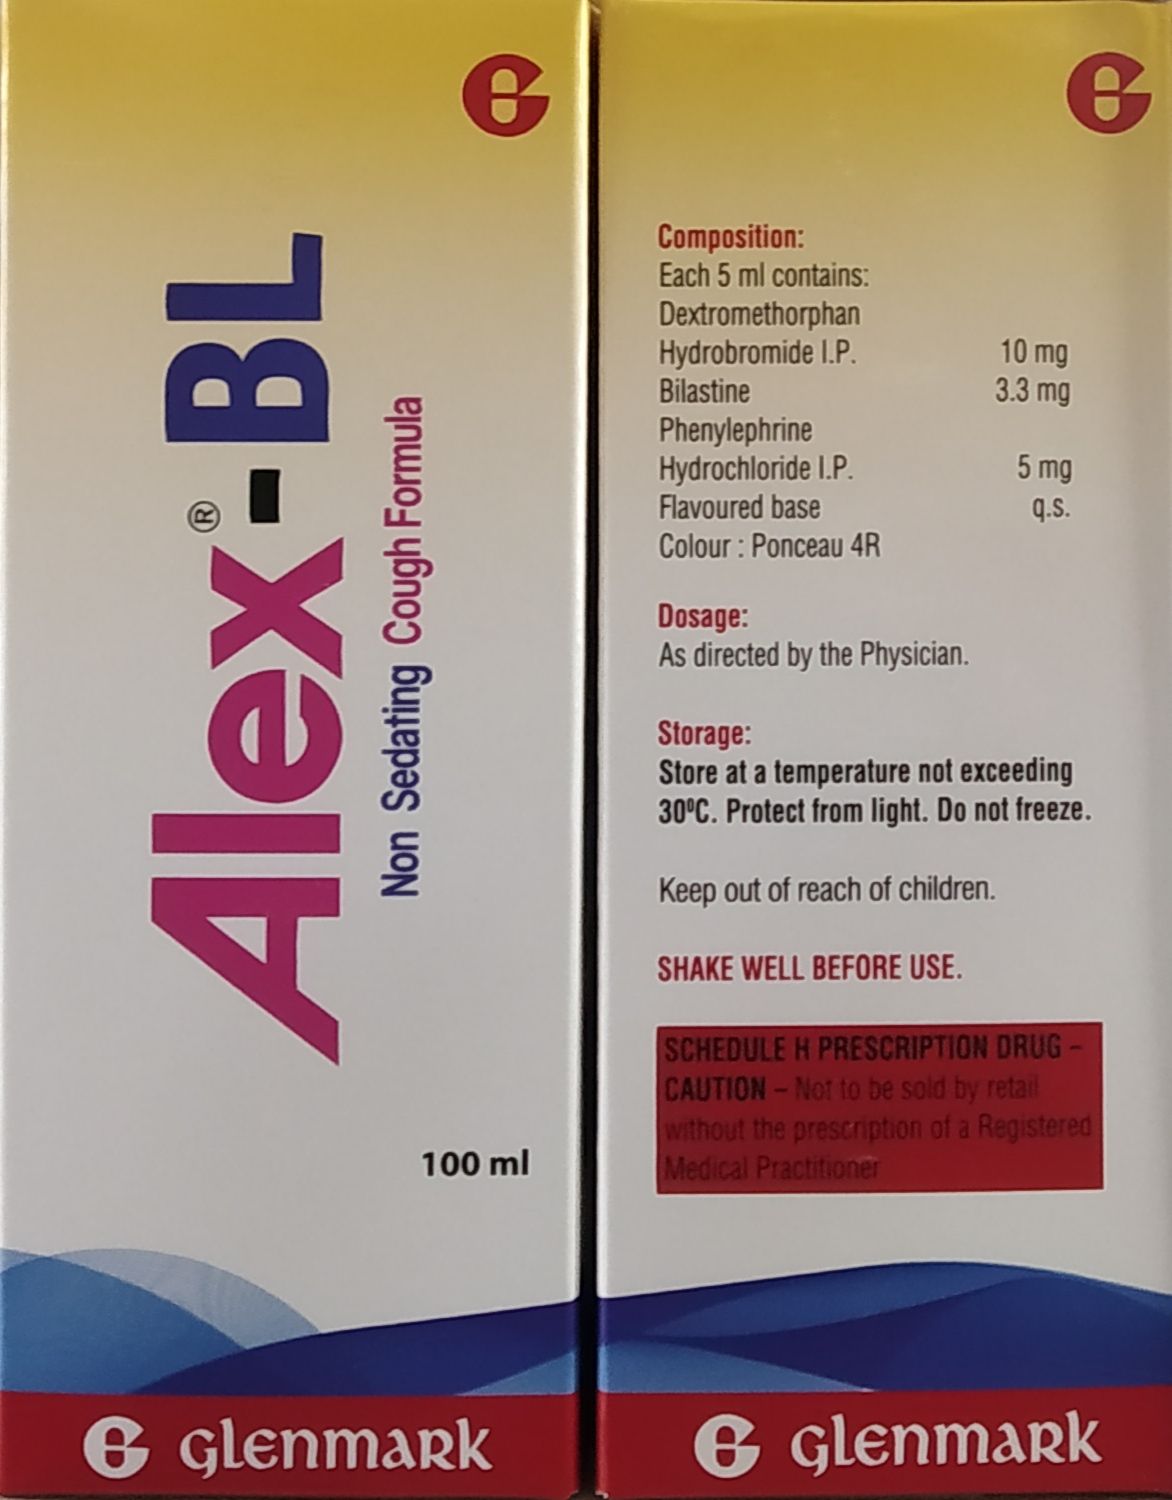 Alex®-BL
Non Sedating Cough Formula
100 ml
glenmark
Composition:
Each 5 ml contains:
Dextromethorphan
Hydrobromide I.P. 10 mg
Bilastine 3.3 mg
Phenylephrine
Hydrochloride I.P. 5 mg
Flavoured base q.s.
Colour : Ponceau 4R
Dosage:
As directed by the Physician.
Storage:
Store at a temperature not exceeding
30ºC. Protect from light. Do not freeze.
Keep out of reach of children.
SHAKE WELL BEFORE USE.
SCHEDULE H PRESCRIPTION DRUG –
CAUTION – Not to be sold by retail
without the prescription of a Registered
Medical Practitioner
glenmark